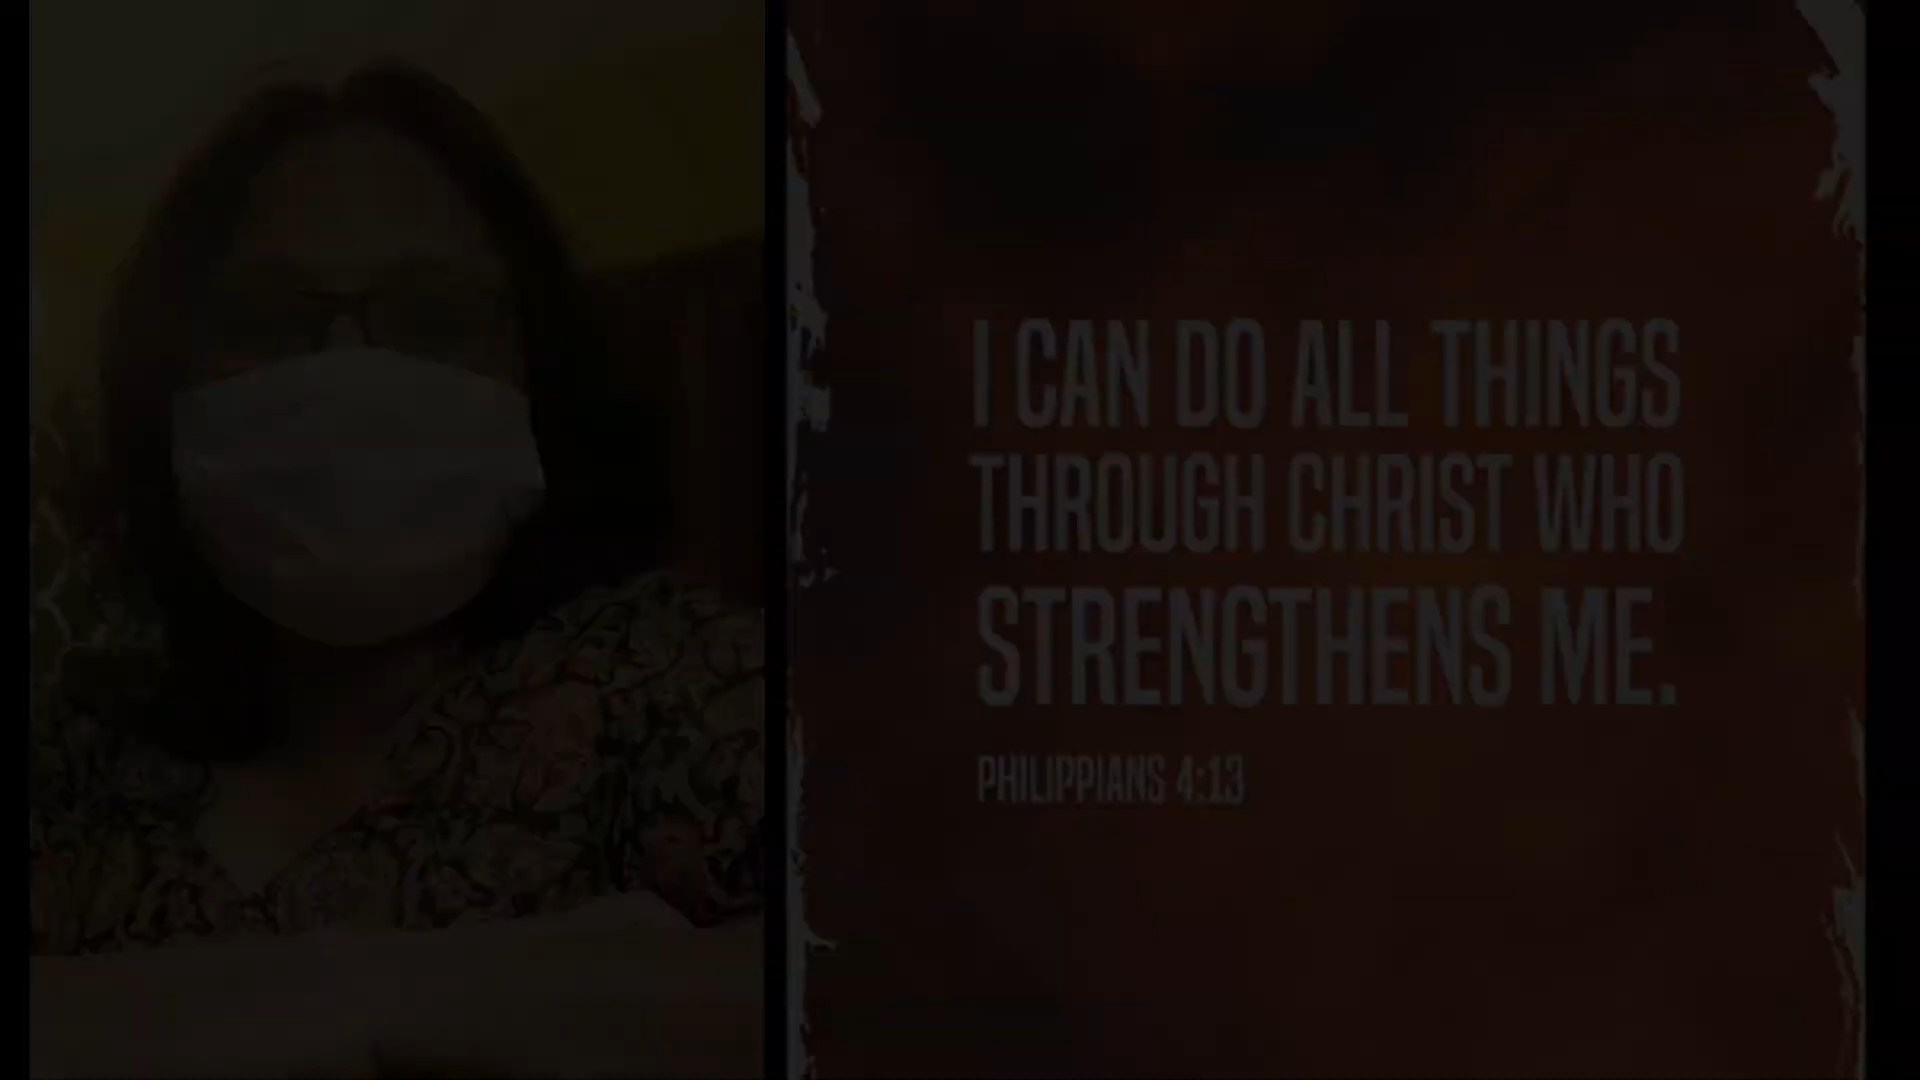 I CAN DO ALL THINGS
THROUGH CHRIST WHO
STRENGTHENS ME.
PHILIPPIANS 4:13